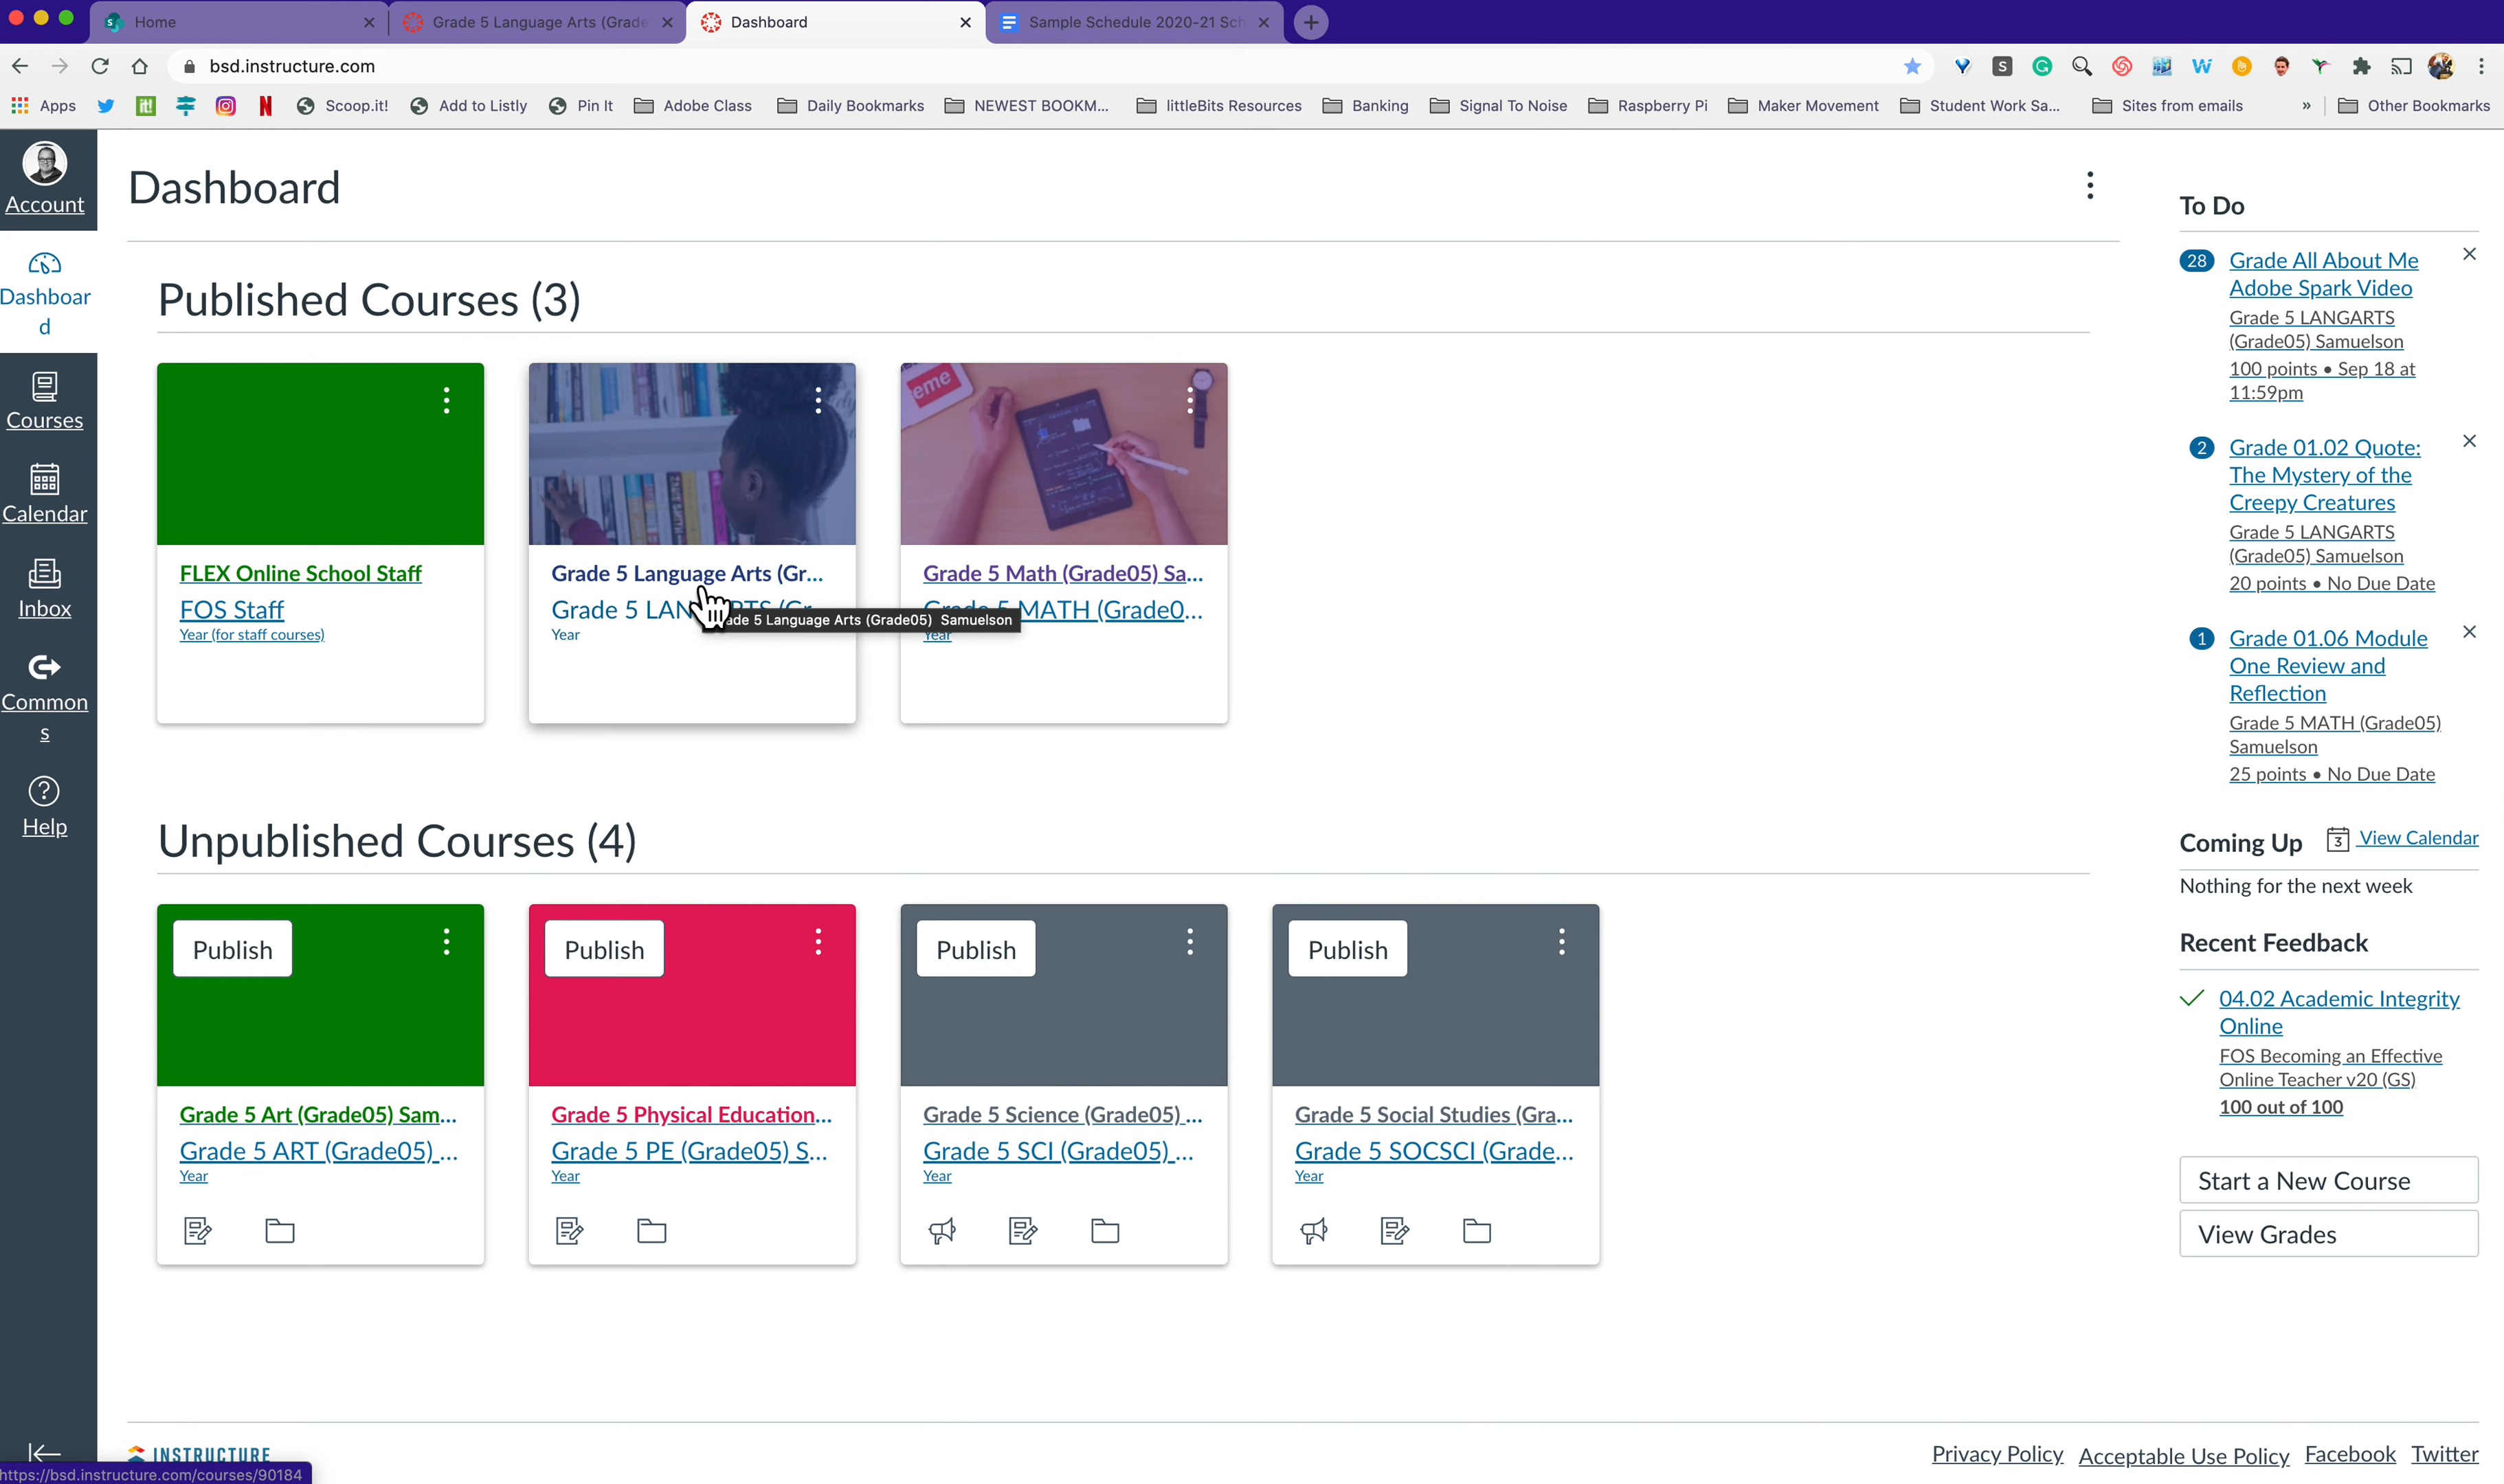 Home
Grade 5 Language Arts (Grade
Dashboard
Sample Schedule 2020-21 Sch
bsd.instructure.com
Apps
it!
N
Scoop.it!
Add to Listly
Pin It
Adobe Class
Daily Bookmarks
NEWEST BOOKM...
littleBits Resources
Banking
Signal To Noise
Raspberry Pi
Maker Movement
Student Work Sa...
Sites from emails
»
Other Bookmarks
Account
Dashboar
d
Courses
Calendar
Inbox
Common
s
Help
Dashboard
Published Courses (3)
eme
FLEX Online School Staff
FOS Staff
Year (for staff courses)
Grade 5 Language Arts (Gr...
Year
ade 5 Language Arts (Grade05) Samuelson
Grade 5 Math (Grade05) Sa...
Grade 5 MATH (Grade0...
Year
Unpublished Courses (4)
Publish
Grade 5 Art (Grade05) Sam...
Grade 5 ART (Grade05) ...
Year
Publish
Grade 5 Physical Education...
Grade 5 PE (Grade05) S...
Year
Publish
Grade 5 Science (Grade05) ...
Grade 5 SCI (Grade05) ...
Year
Publish
Grade 5 Social Studies (Gra...
Grade 5 SOCSCI (Grade...
Year
To Do
28
Grade All About Me
Adobe Spark Video
Grade 5 LANGARTS
(Grade05) Samuelson
100 points • Sep 18 at
11:59pm
2
Grade 01.02 Quote:
The Mystery of the
Creepy Creatures
Grade 5 LANGARTS
(Grade05) Samuelson
20 points • No Due Date
1
Grade 01.06 Module
One Review and
Reflection
Grade 5 MATH (Grade05)
Samuelson
25 points • No Due Date
Coming Up
3
View Calendar
Nothing for the next week
Recent Feedback
04.02 Academic Integrity
Online
FOS Becoming an Effective
Online Teacher v20 (GS)
100 out of 100
Start a New Course
View Grades
INSTRUCTURE
Privacy Policy
Acceptable Use Policy
Facebook
Twitter
https://bsd.instructure.com/courses/90184